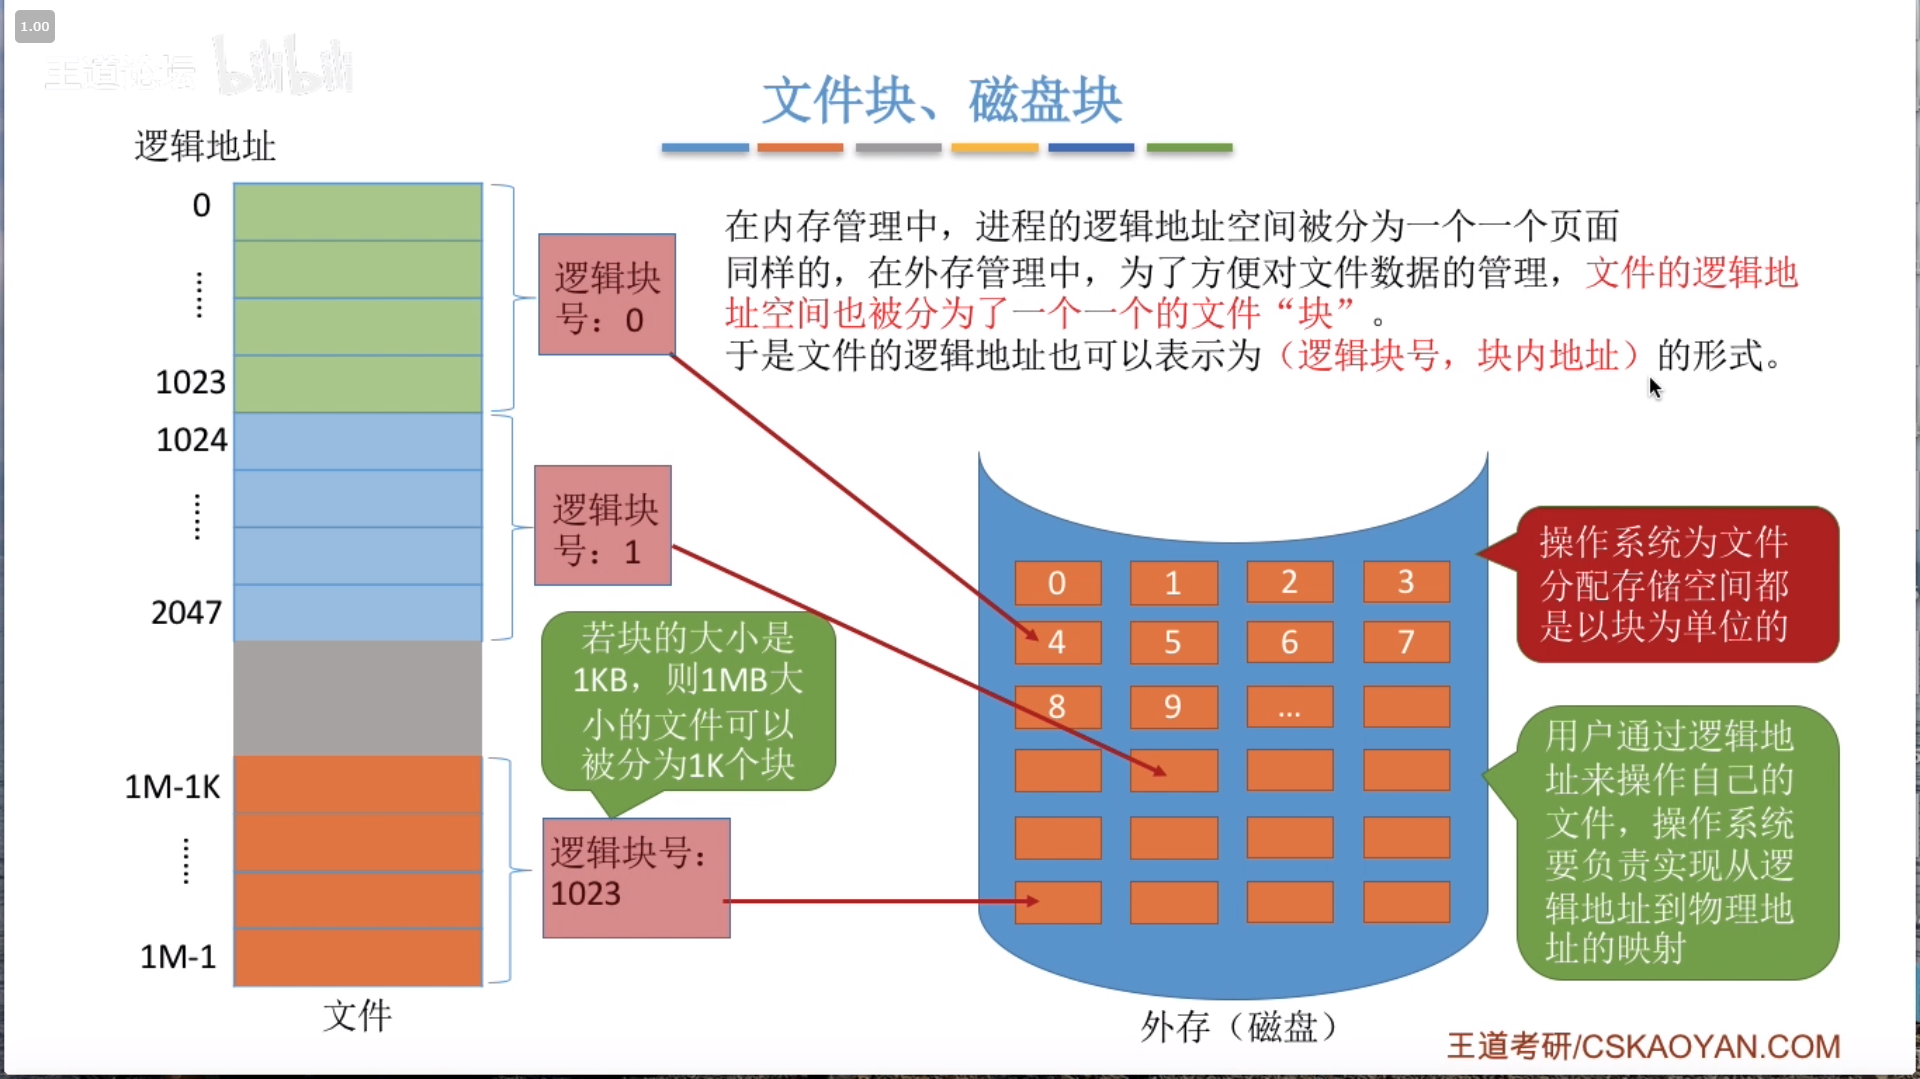 1.00
王道论坛 bilibili
文件块、磁盘块
逻辑地址
0
1023
1024
2047
1M-1K
1M-1
文件
逻辑块
号：0
逻辑块
号：1
若块的大小是
1KB，则1MB大
小的文件可以
被分为1K个块
逻辑块号：
1023
在内存管理中，进程的逻辑地址空间被分为一个一个页面
同样的，在外存管理中，为了方便对文件数据的管理，文件的逻辑地
址空间也被分为了一个一个的文件“块”。
于是文件的逻辑地址也可以表示为（逻辑块号，块内地址）的形式。
0 1 2 3
4 5 6 7
8 9 ...
外存（磁盘）
操作系统为文件
分配存储空间都
是以块为单位的
用户通过逻辑地
址来操作自己的
文件，操作系统
要负责实现从逻
辑地址到物理地
址的映射
王道考研/CSKAOYAN.COM